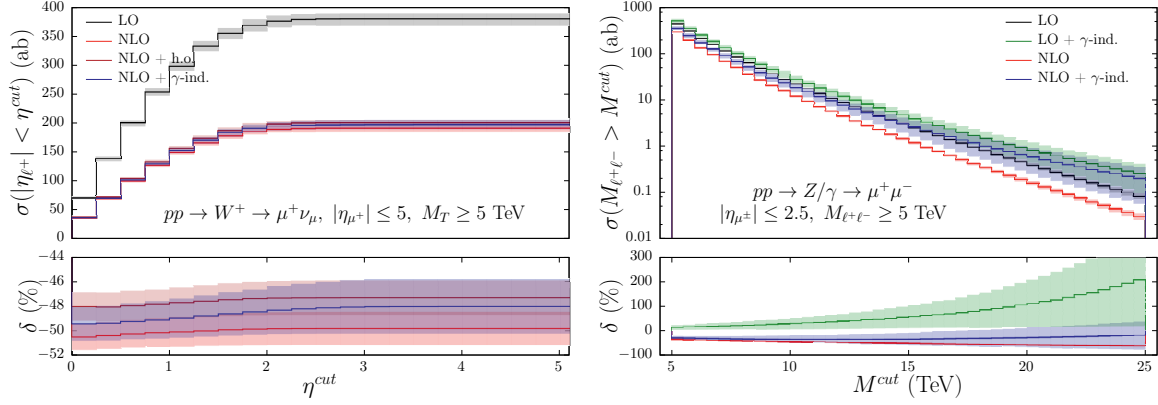 400
350
300
250
200
150
100
50
0
σ(|η_ℓ+| < η^cut) (ab)
LO
NLO
NLO + h.o.
NLO + γ-ind.
pp → W⁺ → μ⁺ν_μ, |η_μ+| ≤ 5, M_T ≥ 5 TeV
-44
-46
-48
-50
-52
δ (%)
0 1 2 3 4 5
η^cut
1000
100
10
1
0.1
0.01
σ(M_ℓ+ℓ- > M^cut) (ab)
LO
LO + γ-ind.
NLO
NLO + γ-ind.
pp → Z/γ → μ⁺μ⁻
|η_μ±| ≤ 2.5, M_ℓ+ℓ- ≥ 5 TeV
300
200
100
0
-100
δ (%)
5 10 15 20 25
M^cut (TeV)